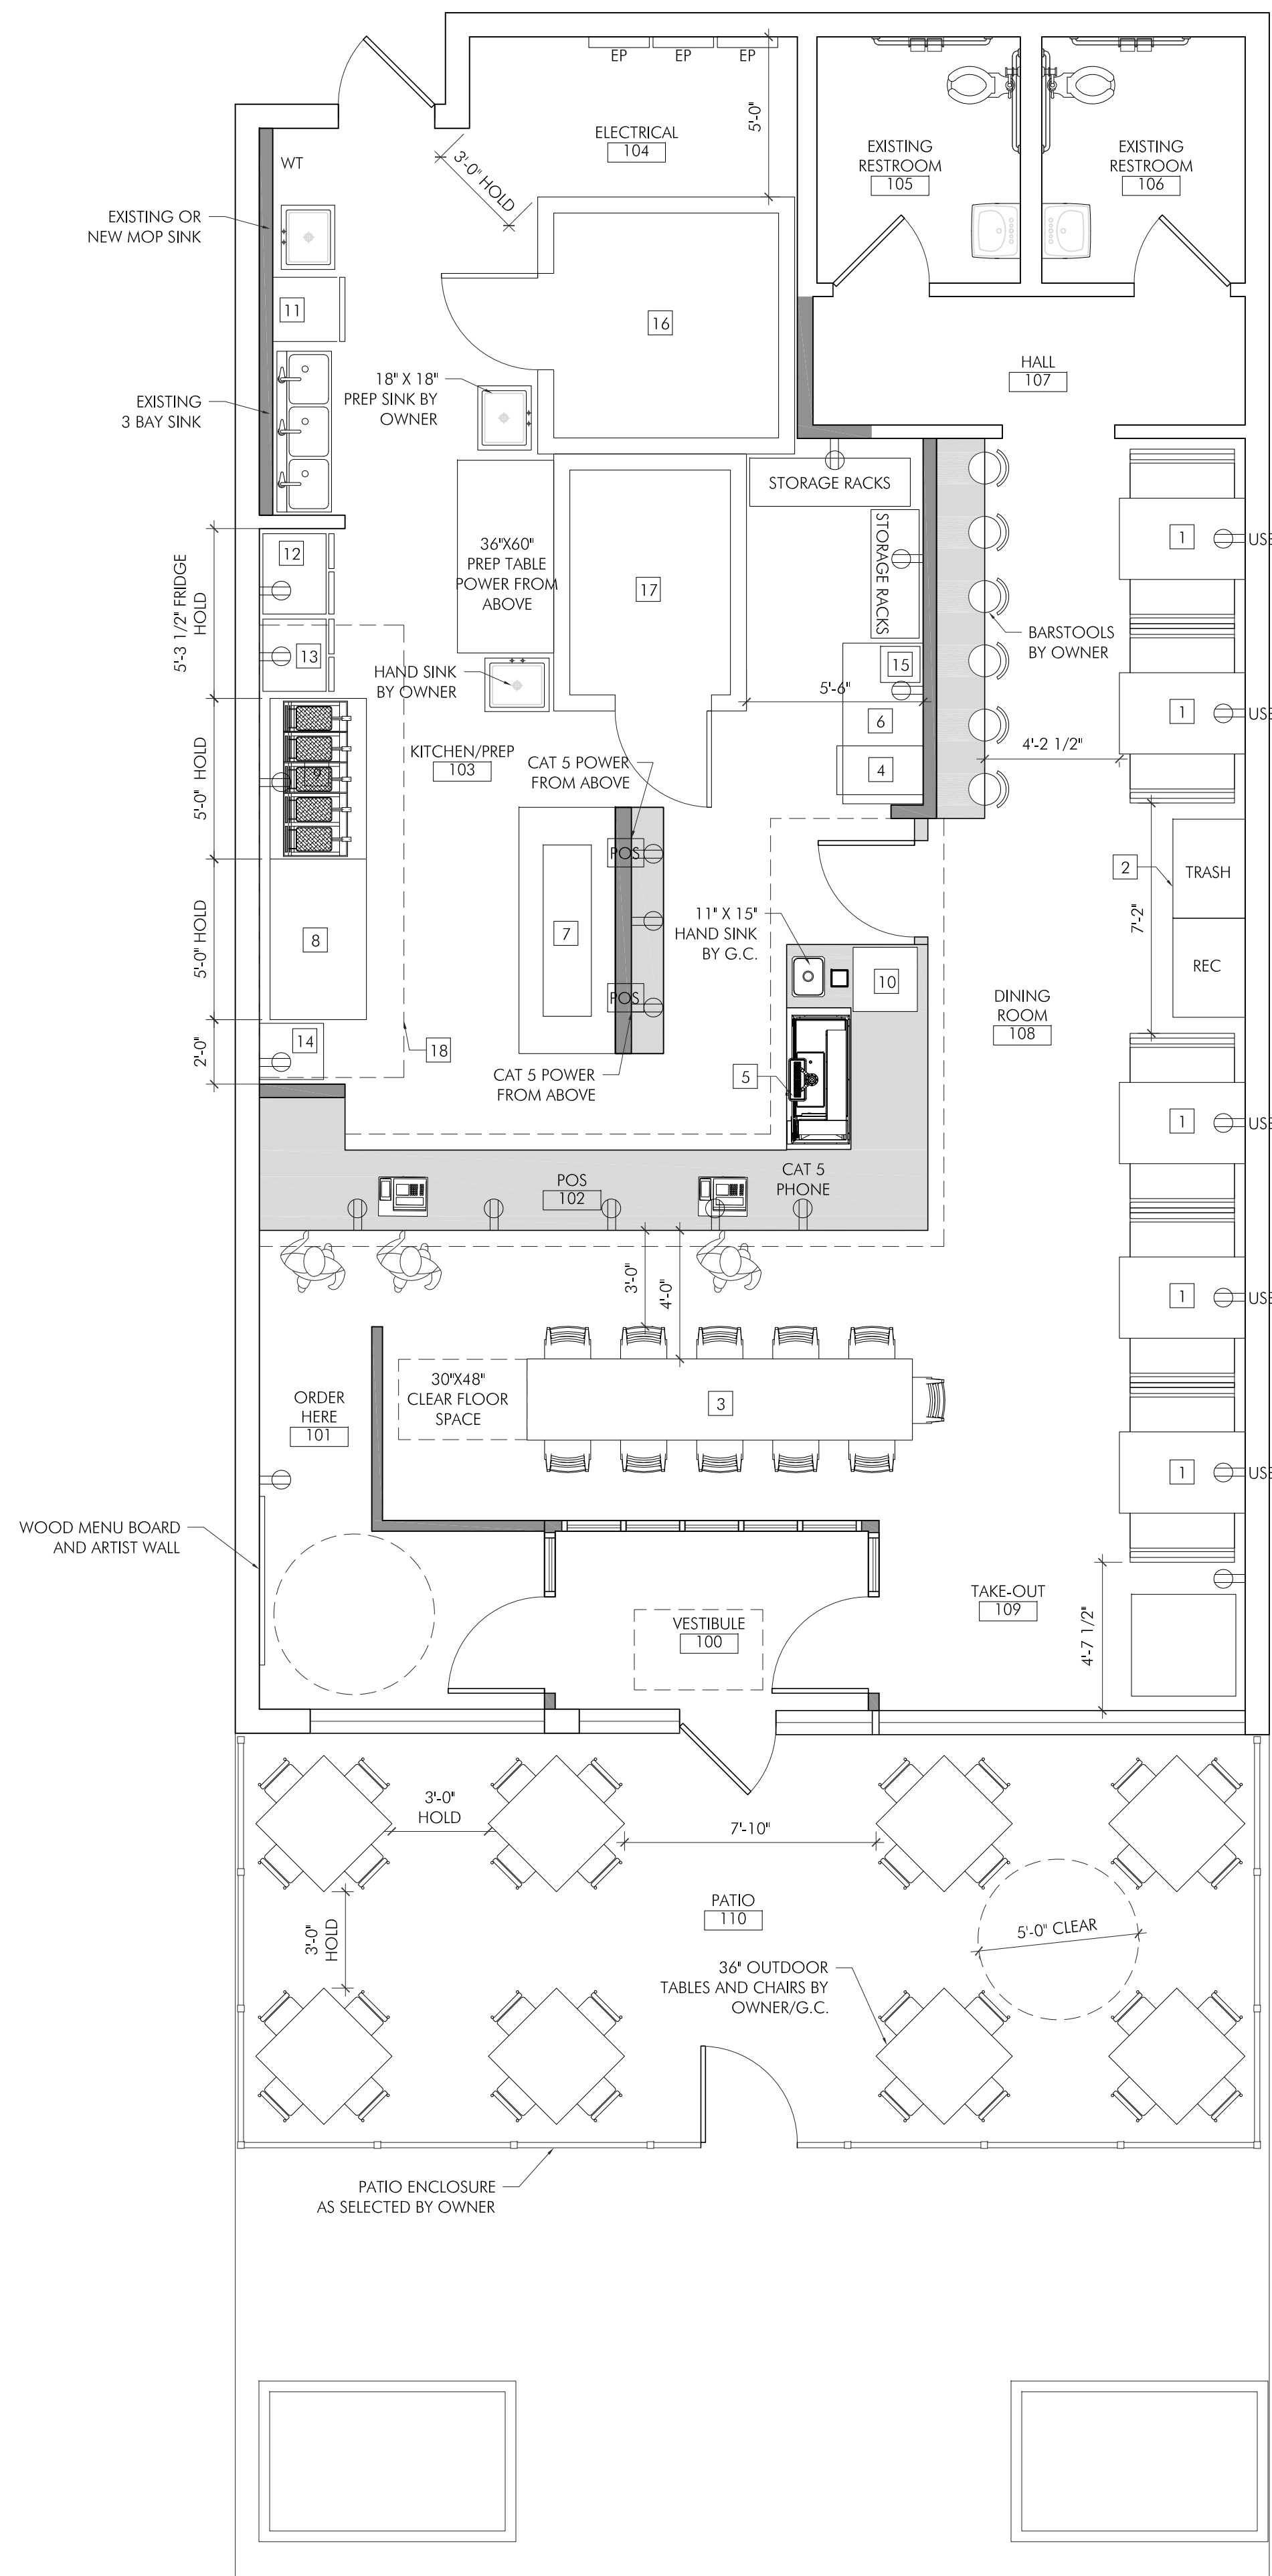 EP
EP
EP
5'-0"
ELECTRICAL
104
3'-0" HOLD
WT
EXISTING
RESTROOM
105
EXISTING
RESTROOM
106
EXISTING OR
NEW MOP SINK
11
16
HALL
107
18" X 18"
PREP SINK BY
OWNER
EXISTING
3 BAY SINK
STORAGE RACKS
STORAGE RACKS
12
36"X60"
PREP TABLE
POWER FROM
ABOVE
17
1
USE
5'-3 1/2" FRIDGE
HOLD
13
HAND SINK
BY OWNER
BARSTOOLS
BY OWNER
15
5'-6"
6
1
USE
4'-2 1/2"
KITCHEN/PREP
103
CAT 5 POWER
FROM ABOVE
4
5'-0" HOLD
POS
2
TRASH
7'-2"
11" X 15"
HAND SINK
BY G.C.
7
8
5'-0" HOLD
REC
10
POS
DINING
ROOM
108
14
18
2'-0"
CAT 5 POWER
FROM ABOVE
5
1
USE
POS
102
CAT 5
PHONE
3'-0"
4'-0"
1
USE
30"X48"
CLEAR FLOOR
SPACE
3
ORDER
HERE
101
1
USE
WOOD MENU BOARD
AND ARTIST WALL
TAKE-OUT
109
VESTIBULE
100
4'-7 1/2"
3'-0"
HOLD
7'-10"
PATIO
110
3'-0"
HOLD
5'-0" CLEAR
36" OUTDOOR
TABLES AND CHAIRS BY
OWNER/G.C.
PATIO ENCLOSURE
AS SELECTED BY OWNER